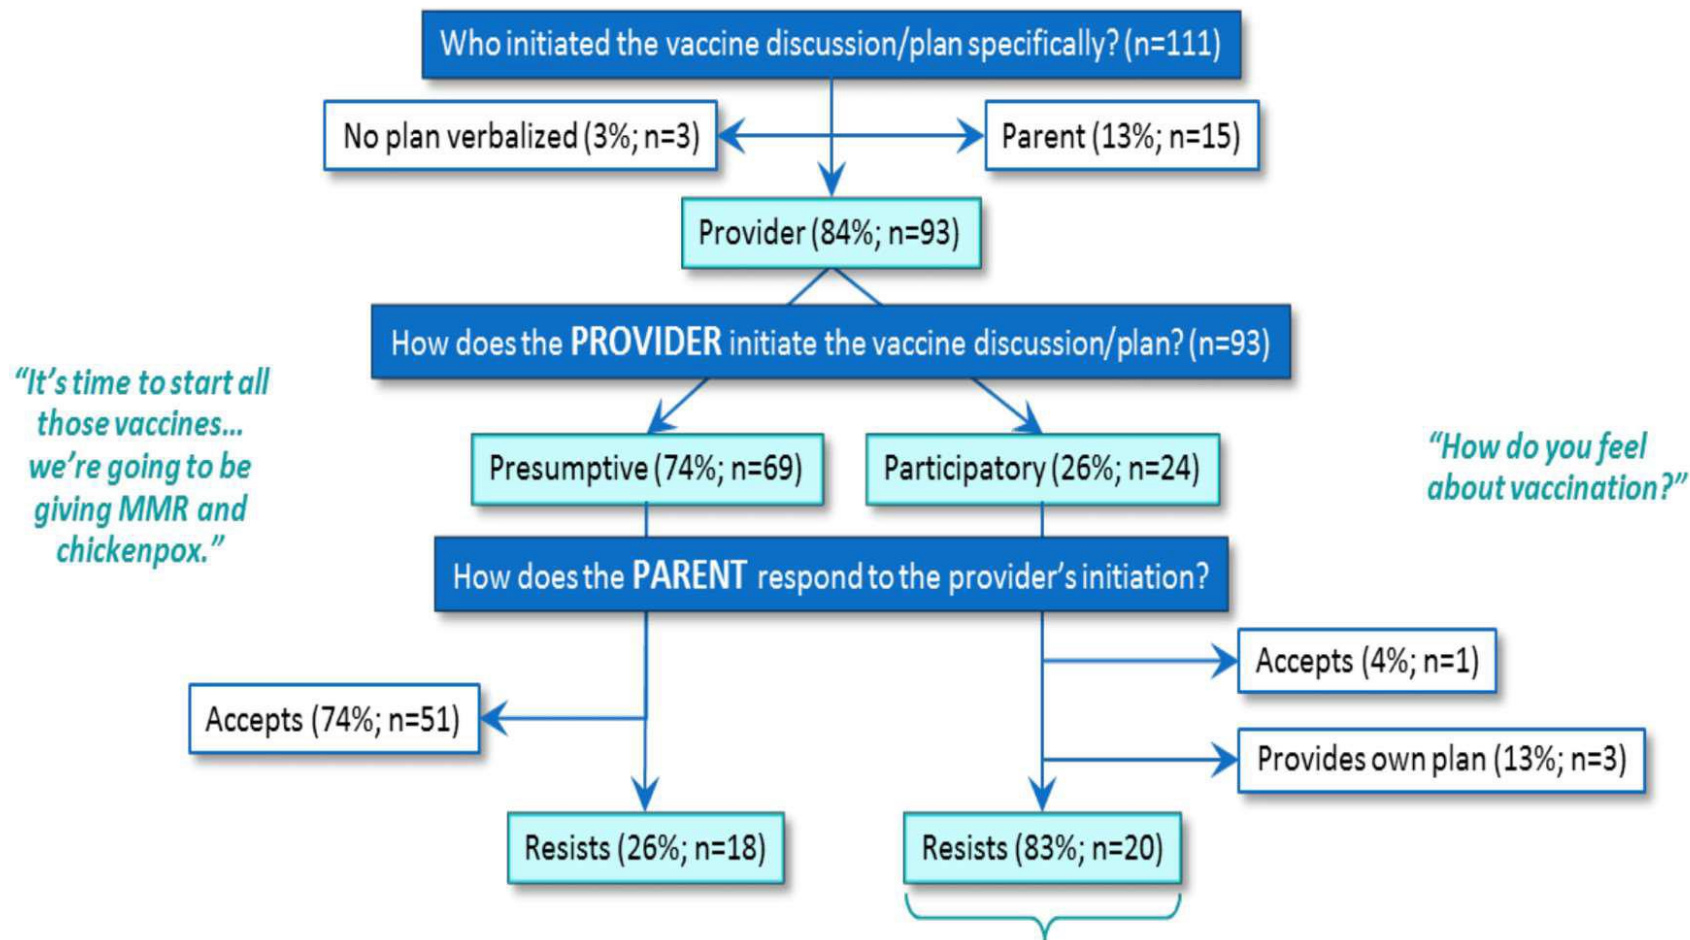 Who initiated the vaccine discussion/plan specifically? (n=111)
No plan verbalized (3%; n=3)
Parent (13%; n=15)
Provider (84%; n=93)
How does the PROVIDER initiate the vaccine discussion/plan? (n=93)
“It’s time to start all
those vaccines...
we’re going to be
giving MMR and
chickenpox.”
Presumptive (74%; n=69)
Participatory (26%; n=24)
“How do you feel
about vaccination?”
How does the PARENT respond to the provider’s initiation?
Accepts (74%; n=51)
Accepts (4%; n=1)
Provides own plan (13%; n=3)
Resists (26%; n=18)
Resists (83%; n=20)